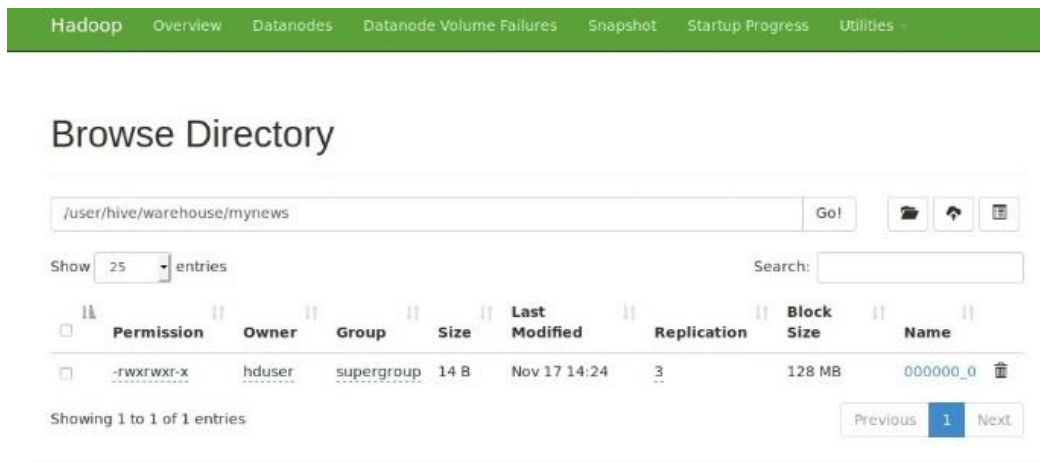 Hadoop Overview Datanodes Datanode Volume Failures Snapshot Startup Progress Utilities
Browse Directory
/user/hive/warehouse/mynews Go!
Show 25 entries Search:
Permission Owner Group Size Last Modified Replication Block Size Name
-rwxrwxr-x hduser supergroup 14 B Nov 17 14:24 3 128 MB 000000_0
Showing 1 to 1 of 1 entries Previous 1 Next